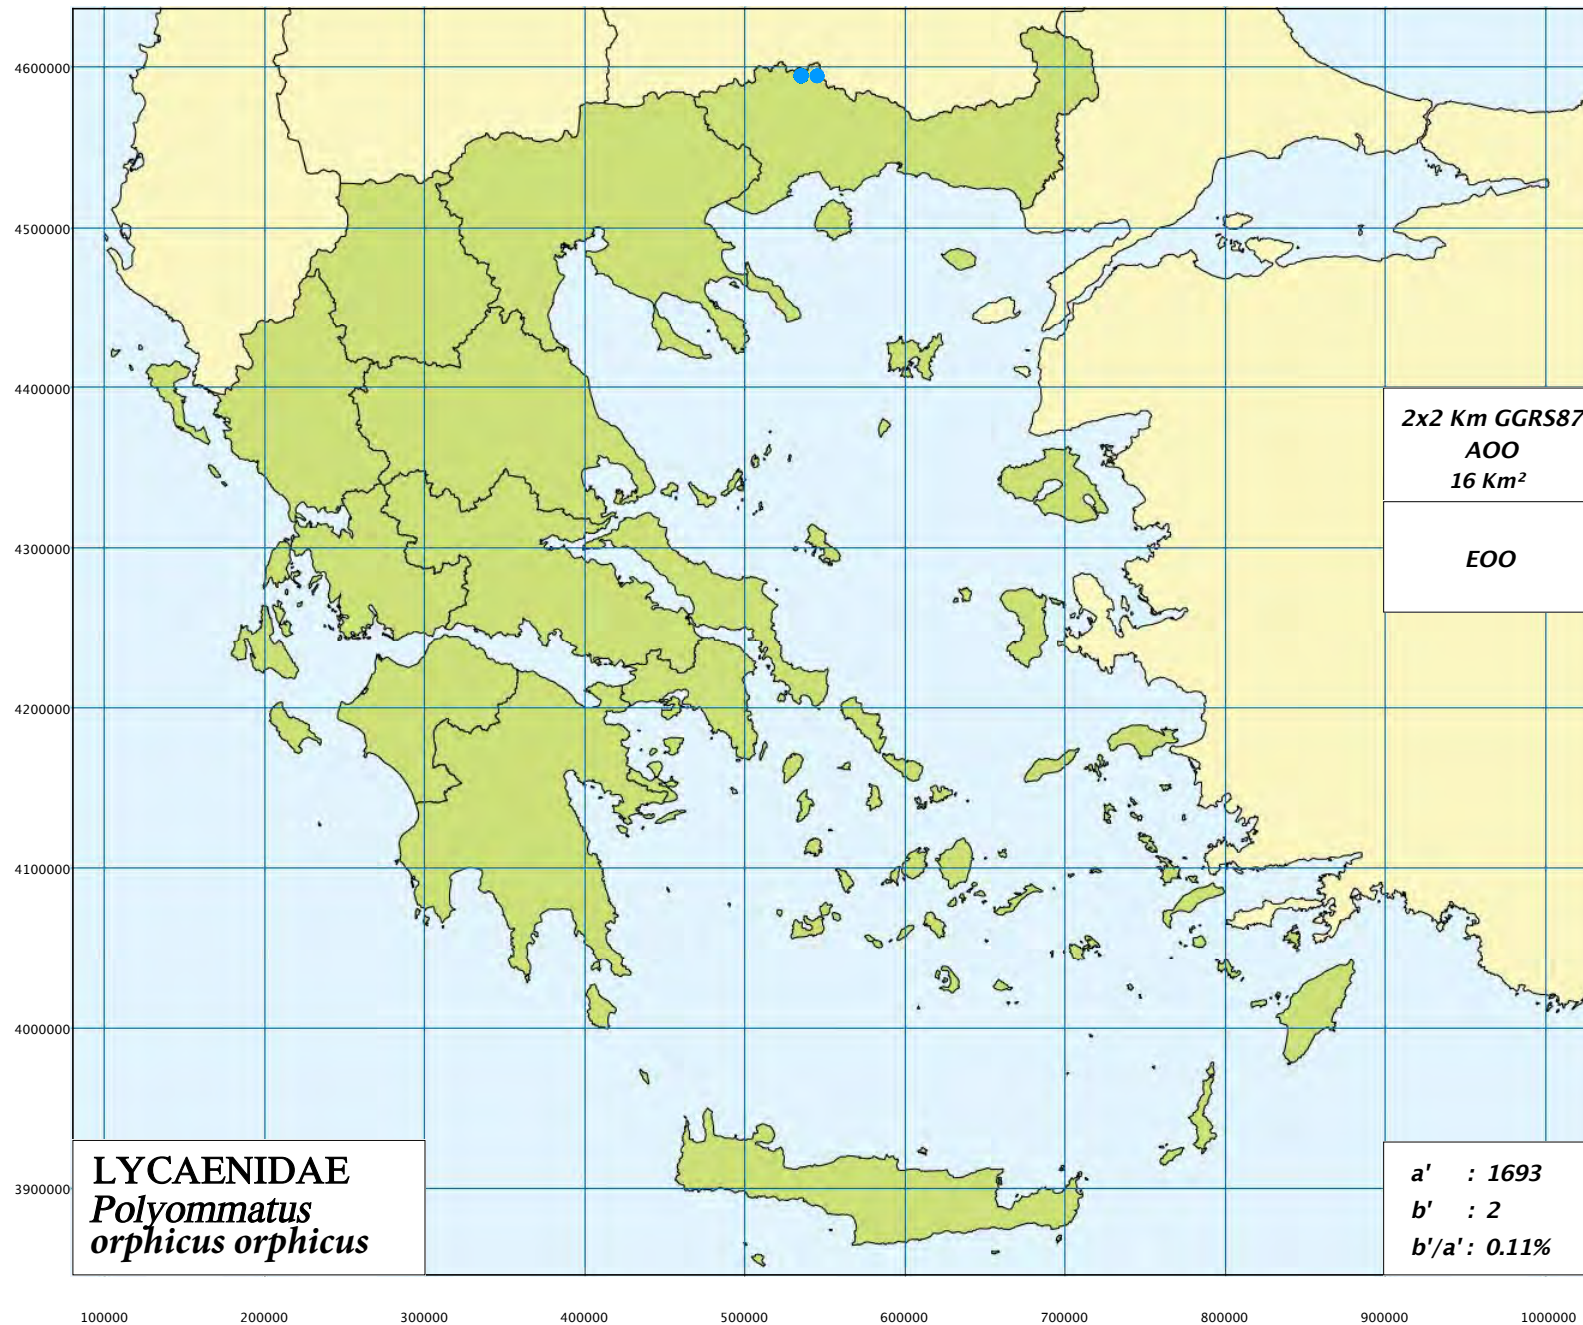 4600000
4500000
4400000
2x2 Km GGRS87
AOO
16 Km²
4300000
EOO
4200000
4100000
4000000
3900000
LYCAENIDAE
Polyommatus
orphicus orphicus
a' : 1693
b' : 2
b'/a' : 0.11%
100000 200000 300000 400000 500000 600000 700000 800000 900000 1000000